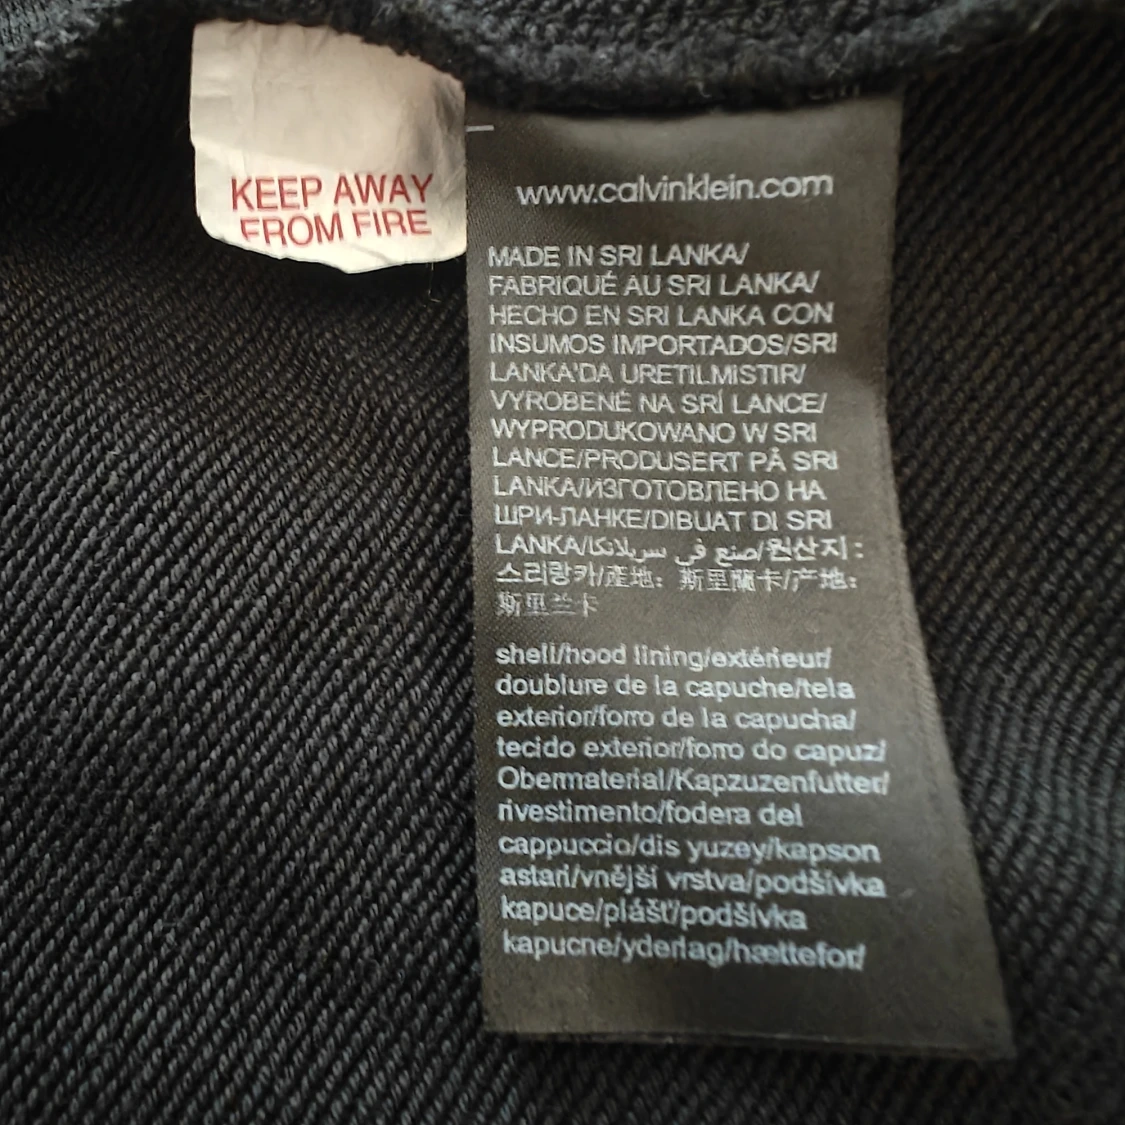 KEEP AWAY
FROM FIRE
www.calvinklein.com
MADE IN SRI LANKA/
FABRIQUÉ AU SRI LANKA/
HECHO EN SRI LANKA CON
INSUMOS IMPORTADOS/SRI
LANKA'DA URETILMISTIR/
VYROBENÉ NA SRÍ LANCE/
WYPRODUKOWANO W SRI
LANCE/PRODUSERT PÅ SRI
LANKA/ИЗГОТОВЛЕНО НА
ШРИ-ЛАНКЕ/DIBUAT DI SRI
LANKA/صنع في سريلانكا/원산지:
스리랑카/產地: 斯里蘭卡/产地:
斯里兰卡
shell/hood lining/extérieur/
doublure de la capuche/tela
exterior/forro de la capucha/
tecido exterior/forro do capuz/
Obermaterial/Kapzuzenfutter/
rivestimento/fodera del
cappuccio/dis yuzey/kapson
astari/vnější vrstva/podšívka
kapuce/plášť/podšívka
kapucne/yderlag/hættefor/